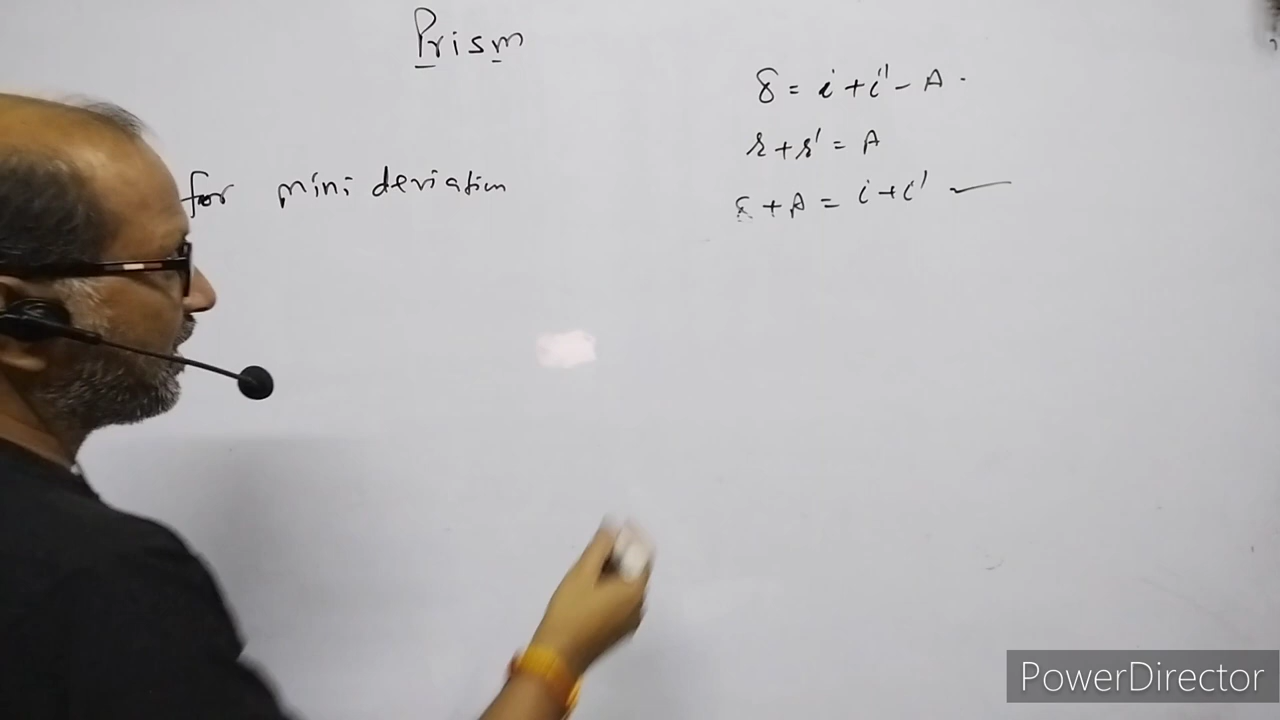 Prism
δ = i + i' - A .
r + r' = A
for mini deviation
δ + A = i + i'
PowerDirector